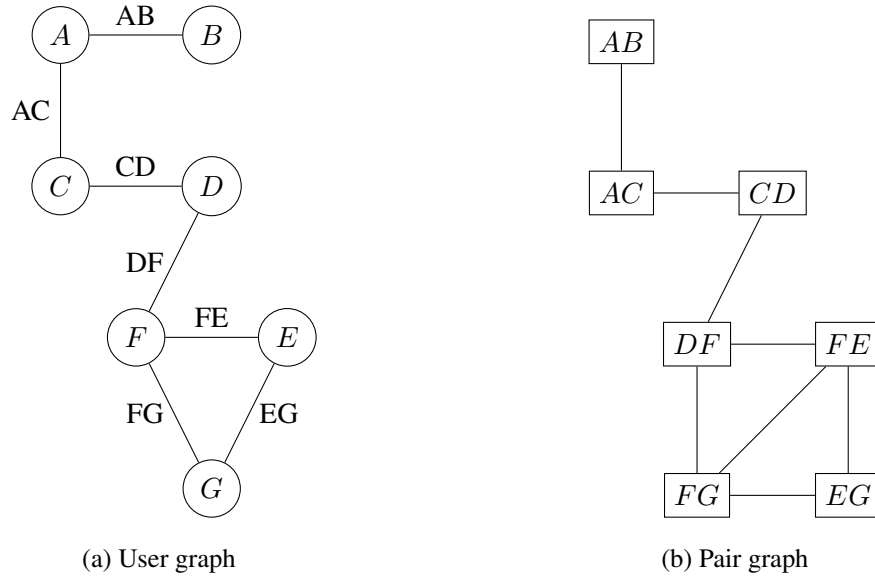 A AB B
AC
C CD D
DF
F FE E
FG EG
G
(a) User graph
AB
AC CD
DF FE
FG EG
(b) Pair graph